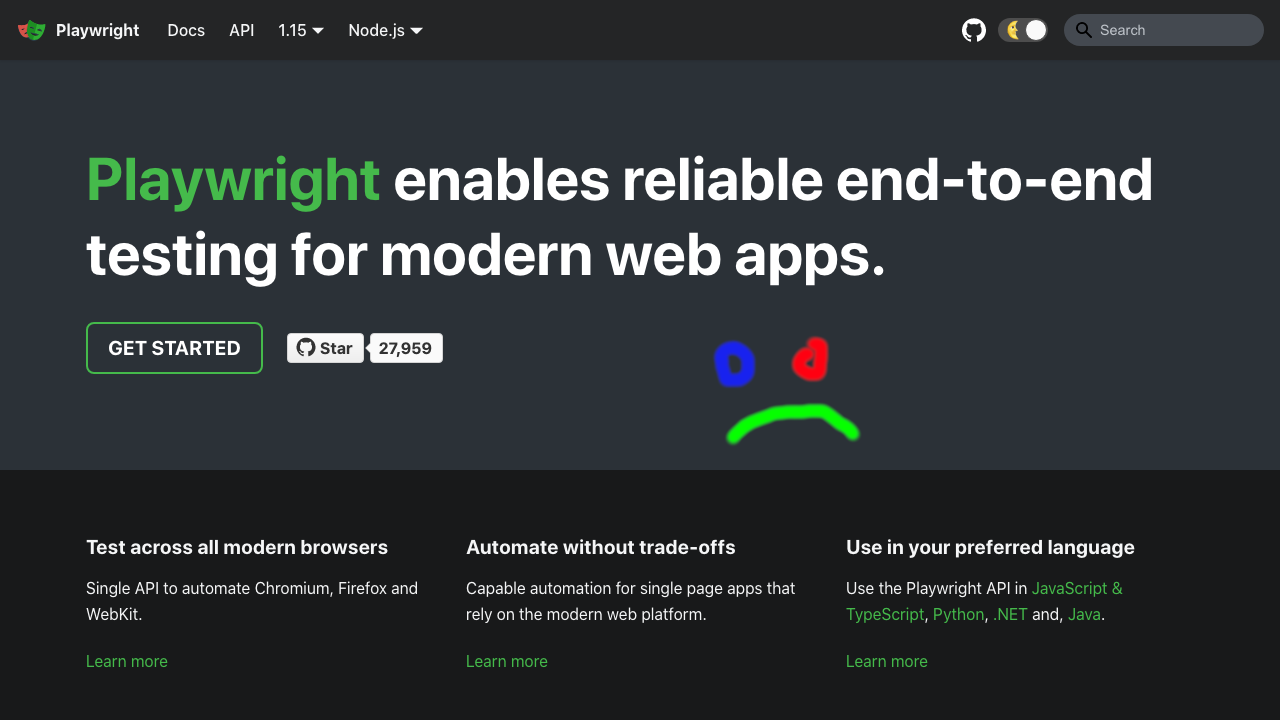 Playwright Docs API 1.15 Node.js Search
Playwright enables reliable end-to-end
testing for modern web apps.
GET STARTED Star 27,959
Test across all modern browsers
Single API to automate Chromium, Firefox and
WebKit.
Learn more
Automate without trade-offs
Capable automation for single page apps that
rely on the modern web platform.
Learn more
Use in your preferred language
Use the Playwright API in JavaScript &
TypeScript, Python, .NET and, Java.
Learn more